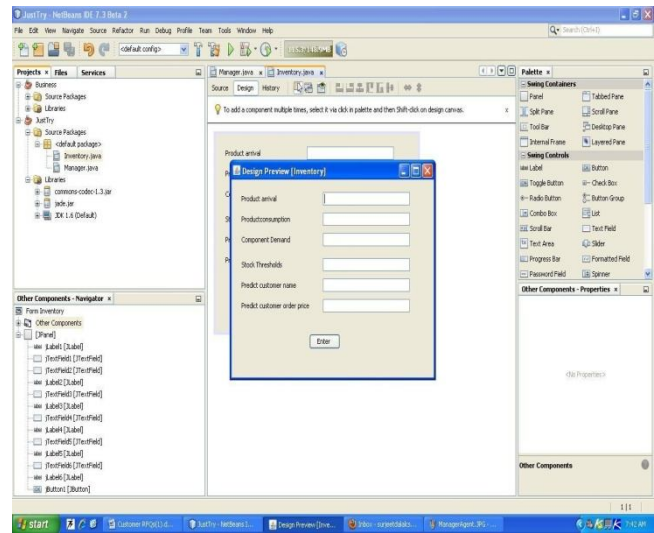 JustTry - NetBeans IDE 7.3 Beta 2
File Edit View Navigate Source Refactor Run Debug Profile Team Tools Window Help
Search (Ctrl+I)
<default config>
Projects Files Services
Business
Source Packages
Libraries
JustTry
Source Packages
<default package>
Inventory.java
Manager.java
Libraries
commons-codec-1.3.jar
jade.jar
JDK 1.6 (Default)
Manager.java Inventory.java
Source Design History
To add a component multiple times, select it via click in palette and then Shift-click on design canvas.
Product arrival
Design Preview [Inventory]
Product arrival
Productconsumption
Component Demand
Stock Thresholds
Predict customer name
Predict customer order price
Enter
Palette
Swing Containers
Panel Tabbed Pane
Split Pane Scroll Pane
Tool Bar Desktop Pane
Internal Frame Layered Pane
Swing Controls
Label Button
Toggle Button Check Box
Radio Button Button Group
Combo Box List
Scroll Bar Text Field
Text Area Slider
Progress Bar Formatted Field
Password Field Spinner
Other Components - Properties
<No Properties>
Other Components
Other Components - Navigator
Form Inventory
Other Components
[JPanel]
jLabel1 [JLabel]
jTextField1 [JTextField]
jTextField2 [JTextField]
jLabel2 [JLabel]
jTextField3 [JTextField]
jLabel3 [JLabel]
jTextField4 [JTextField]
jLabel4 [JLabel]
jTextField5 [JTextField]
jLabel5 [JLabel]
jTextField6 [JTextField]
jLabel6 [JLabel]
jButton1 [JButton]
1|1
start
Customer RFQs(1).d...
JustTry - NetBeans I...
Design Preview [Inve...
Inbox - surjeetdalaks...
ManagerAgent.JPG - ...
7:42 AM